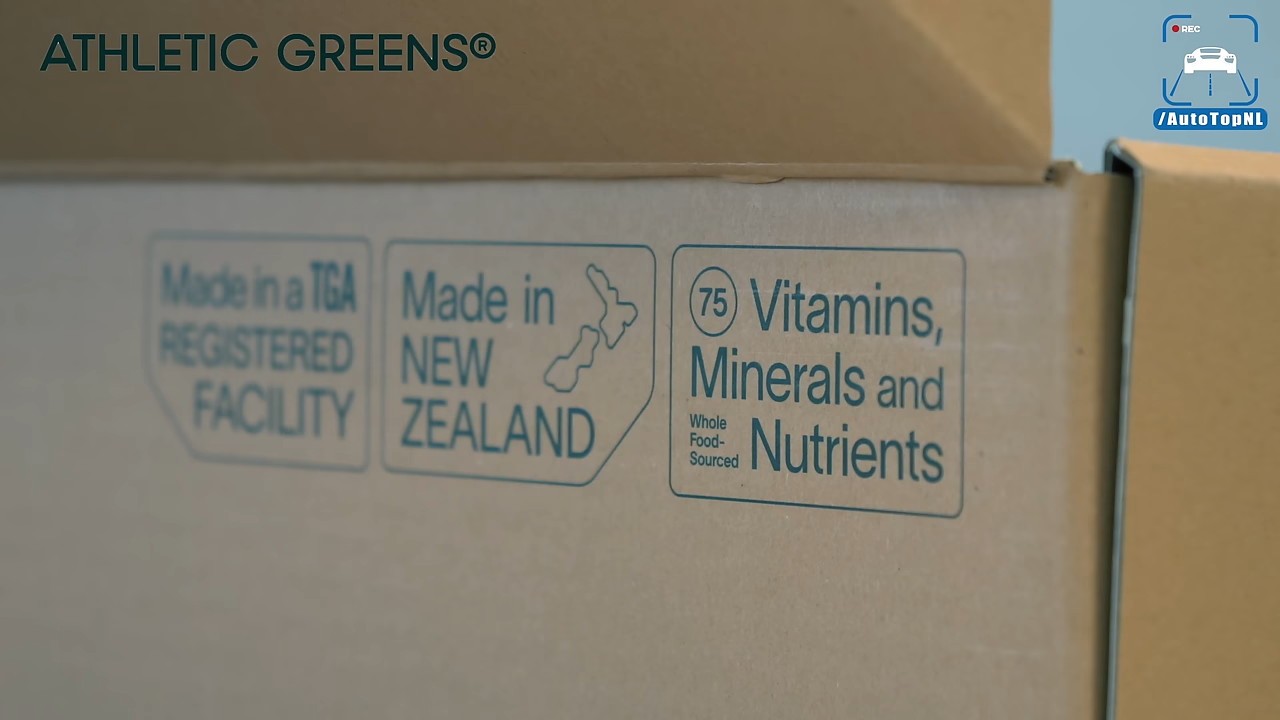 ATHLETIC GREENS®
REC
/AutoTopNL
Made in a TGA
REGISTERED
FACILITY
Made in
NEW
ZEALAND
75 Vitamins,
Minerals and
Whole
Food-
Sourced
Nutrients